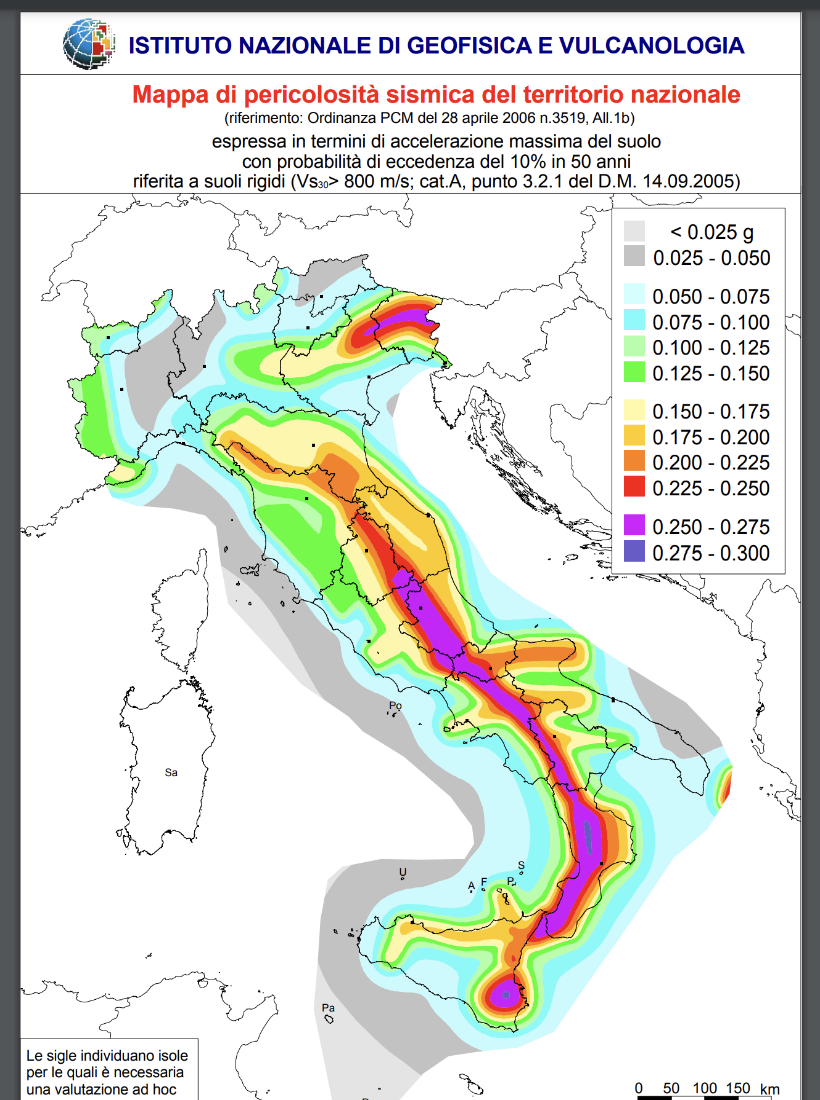 ISTITUTO NAZIONALE DI GEOFISICA E VULCANOLOGIA
Mappa di pericolosità sismica del territorio nazionale
(riferimento: Ordinanza PCM del 28 aprile 2006 n.3519, All.1b)
espressa in termini di accelerazione massima del suolo
con probabilità di eccedenza del 10% in 50 anni
riferita a suoli rigidi (Vs₃₀> 800 m/s; cat.A, punto 3.2.1 del D.M. 14.09.2005)
< 0.025 g
0.025 - 0.050
0.050 - 0.075
0.075 - 0.100
0.100 - 0.125
0.125 - 0.150
0.150 - 0.175
0.175 - 0.200
0.200 - 0.225
0.225 - 0.250
0.250 - 0.275
0.275 - 0.300
Po
Sa
U
S
A
F
P
Pa
Le sigle individuano isole
per le quali è necessaria
una valutazione ad hoc
0 50 100 150 km